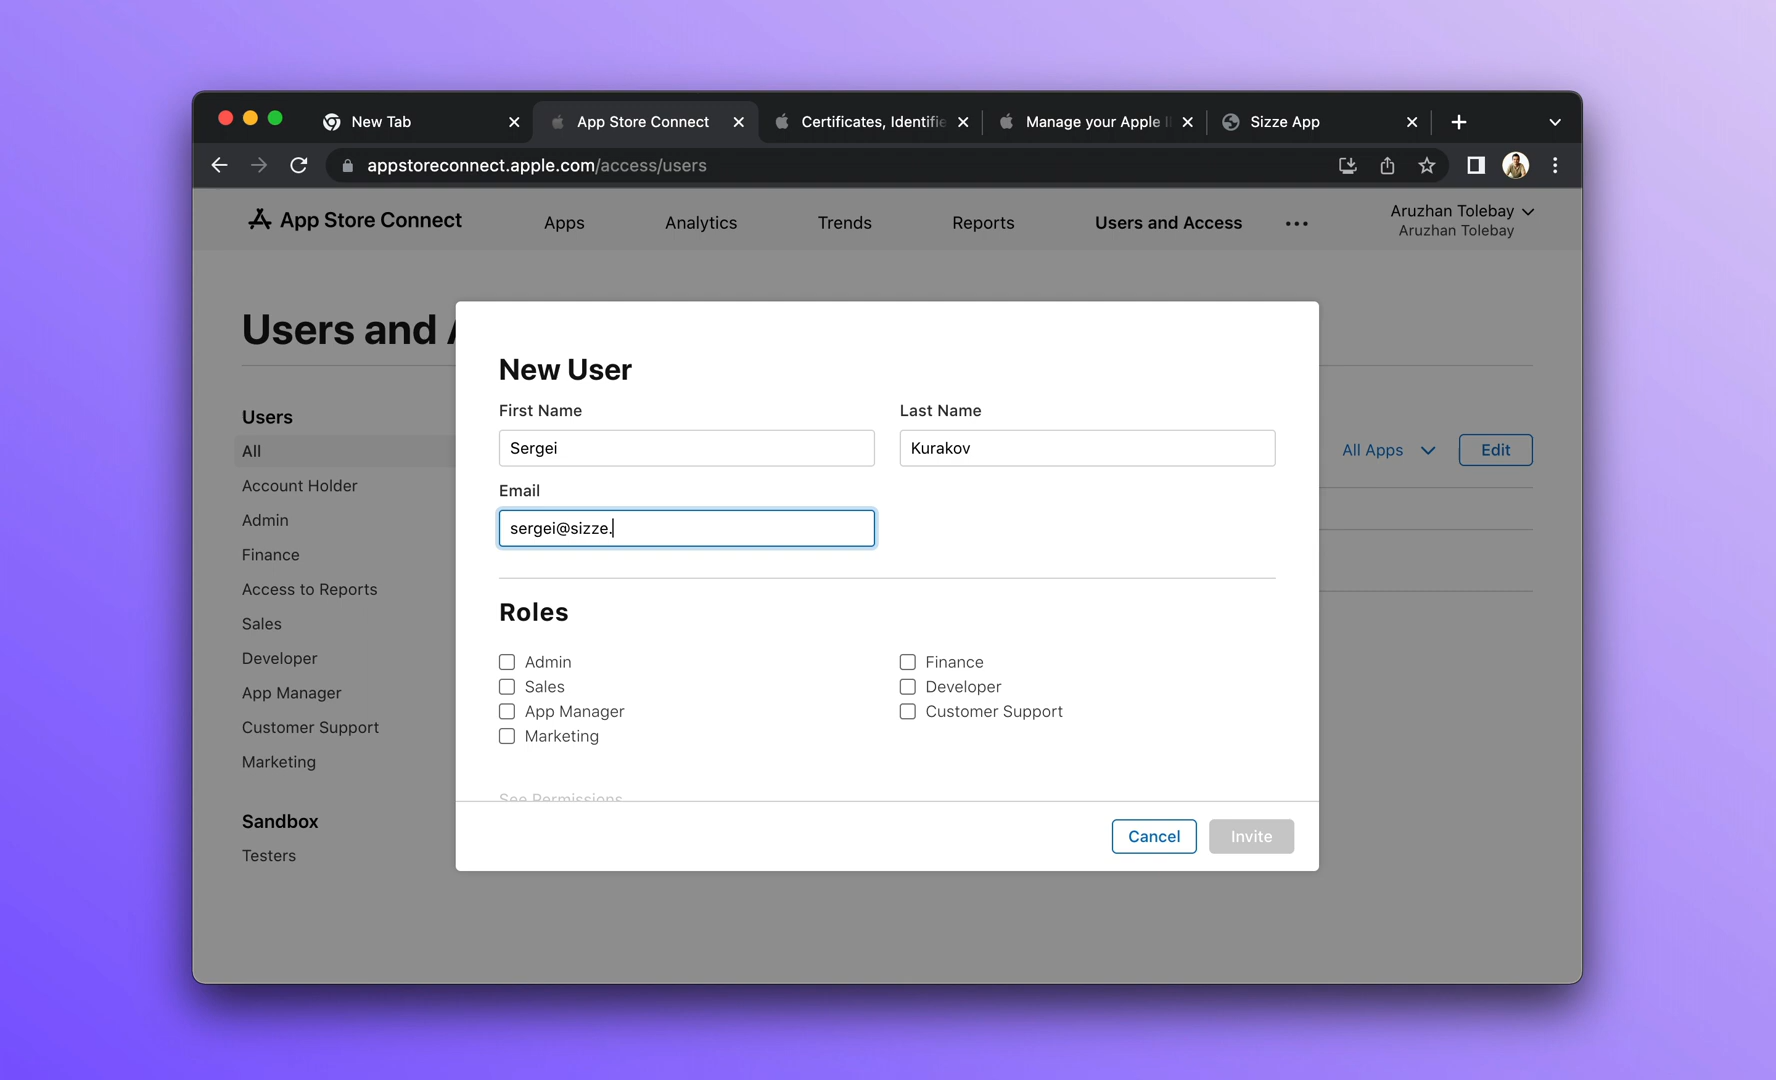 New Tab
App Store Connect
Certificates, Identifie
Manage your Apple I
Sizze App
appstoreconnect.apple.com/access/users
App Store Connect
Apps
Analytics
Trends
Reports
Users and Access
Aruzhan Tolebay
Aruzhan Tolebay
Users and A
Users
All
Account Holder
Admin
Finance
Access to Reports
Sales
Developer
App Manager
Customer Support
Marketing
Sandbox
Testers
All Apps
Edit
New User
First Name
Last Name
Sergei
Kurakov
Email
sergei@sizze.
Roles
Admin
Finance
Sales
Developer
App Manager
Customer Support
Marketing
See Permissions
Cancel
Invite